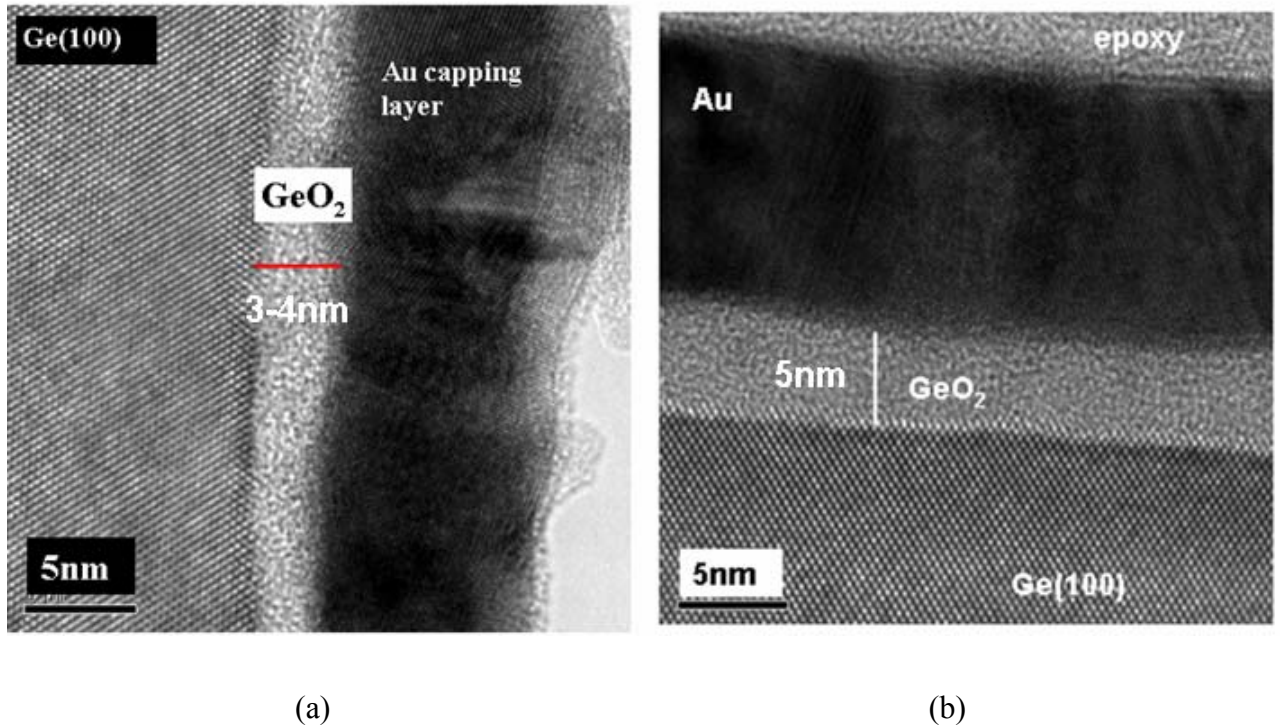 Ge(100)
Au capping
layer
GeO₂
3-4nm
5nm
(a)
epoxy
Au
5nm
GeO₂
5nm
Ge(100)
(b)